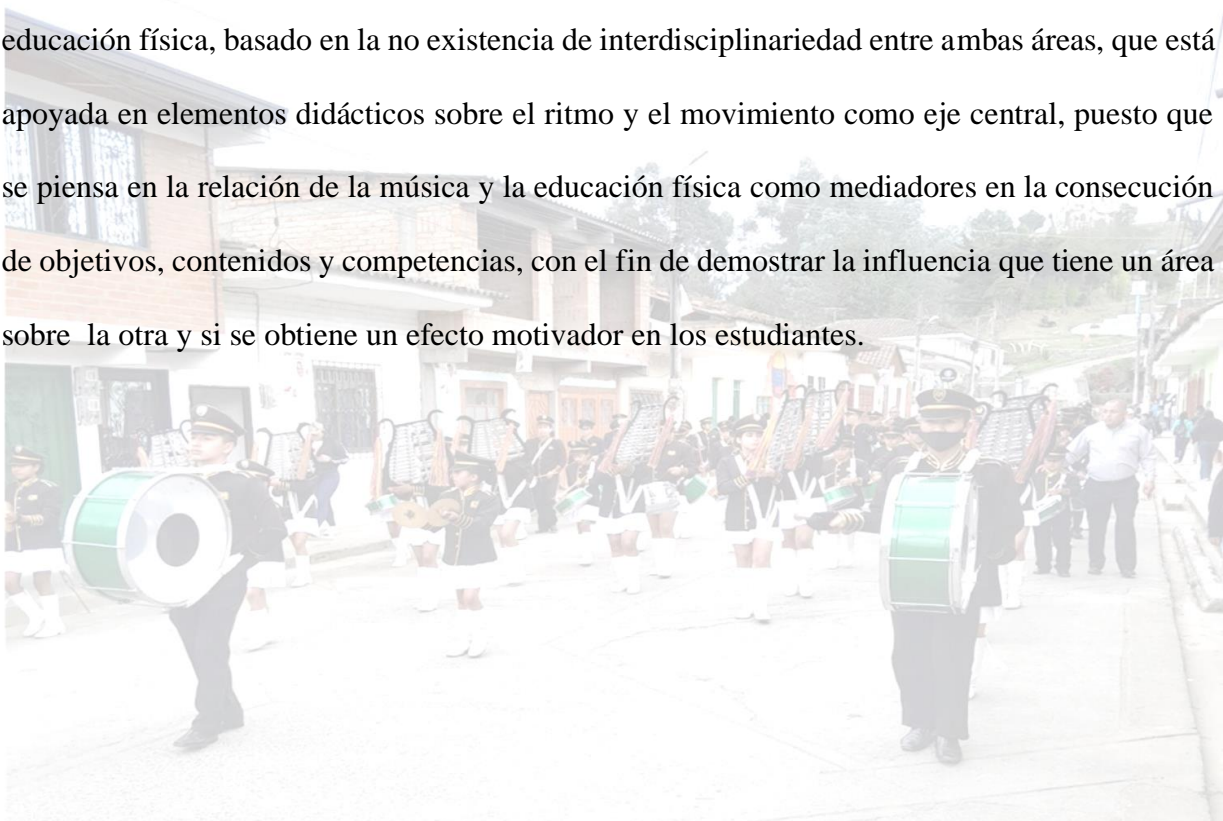 educación física, basado en la no existencia de interdisciplinariedad entre ambas áreas, que está
apoyada en elementos didácticos sobre el ritmo y el movimiento como eje central, puesto que
se piensa en la relación de la música y la educación física como mediadores en la consecución
de objetivos, contenidos y competencias, con el fin de demostrar la influencia que tiene un área
sobre  la otra y si se obtiene un efecto motivador en los estudiantes.